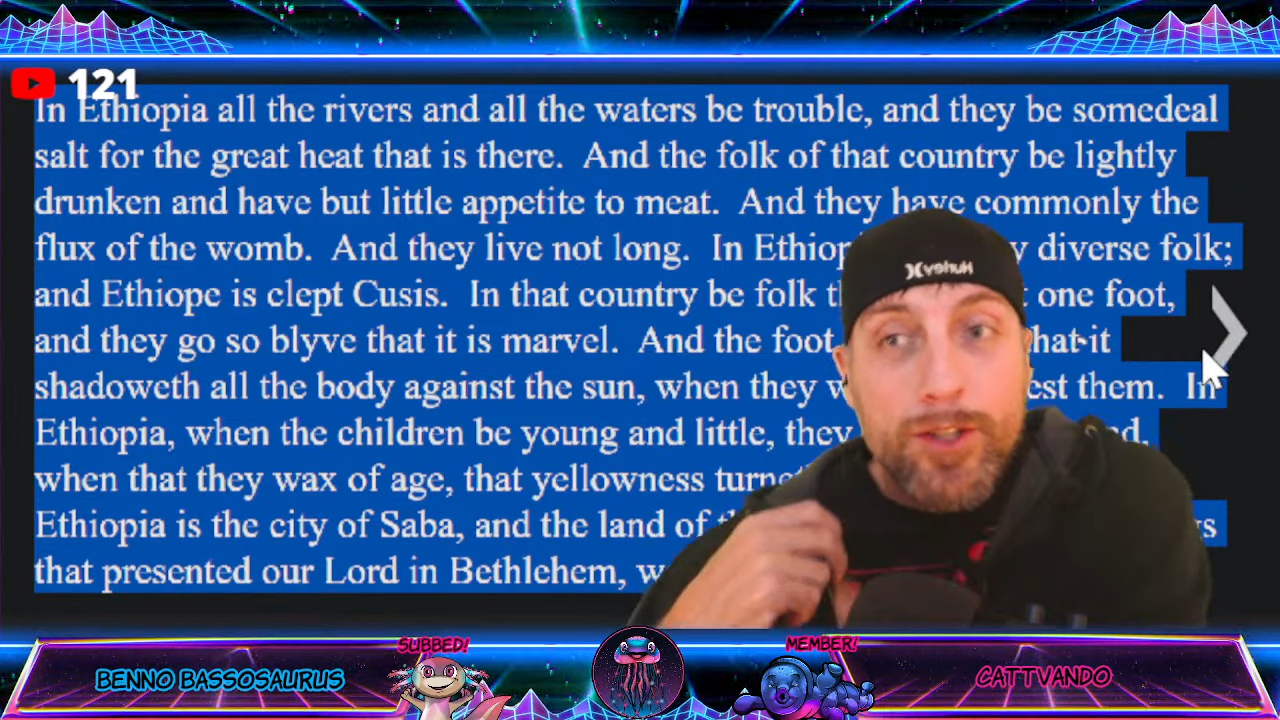 121
In Ethiopia all the rivers and all the waters be trouble, and they be somedeal
salt for the great heat that is there. And the folk of that country be lightly
drunken and have but little appetite to meat. And they have commonly the
flux of the womb. And they live not long. In Ethiop y diverse folk;
and Ethiope is clept Cusis. In that country be folk th t one foot,
and they go so blyve that it is marvel. And the foot hat it
shadoweth all the body against the sun, when they w est them. In
Ethiopia, when the children be young and little, they d,
when that they wax of age, that yellowness turne
Ethiopia is the city of Saba, and the land of t s
that presented our Lord in Bethlehem, w
Hurley
SUBBED!
MEMBER!
BENNO BASSOSAURUS
CATTVANDO